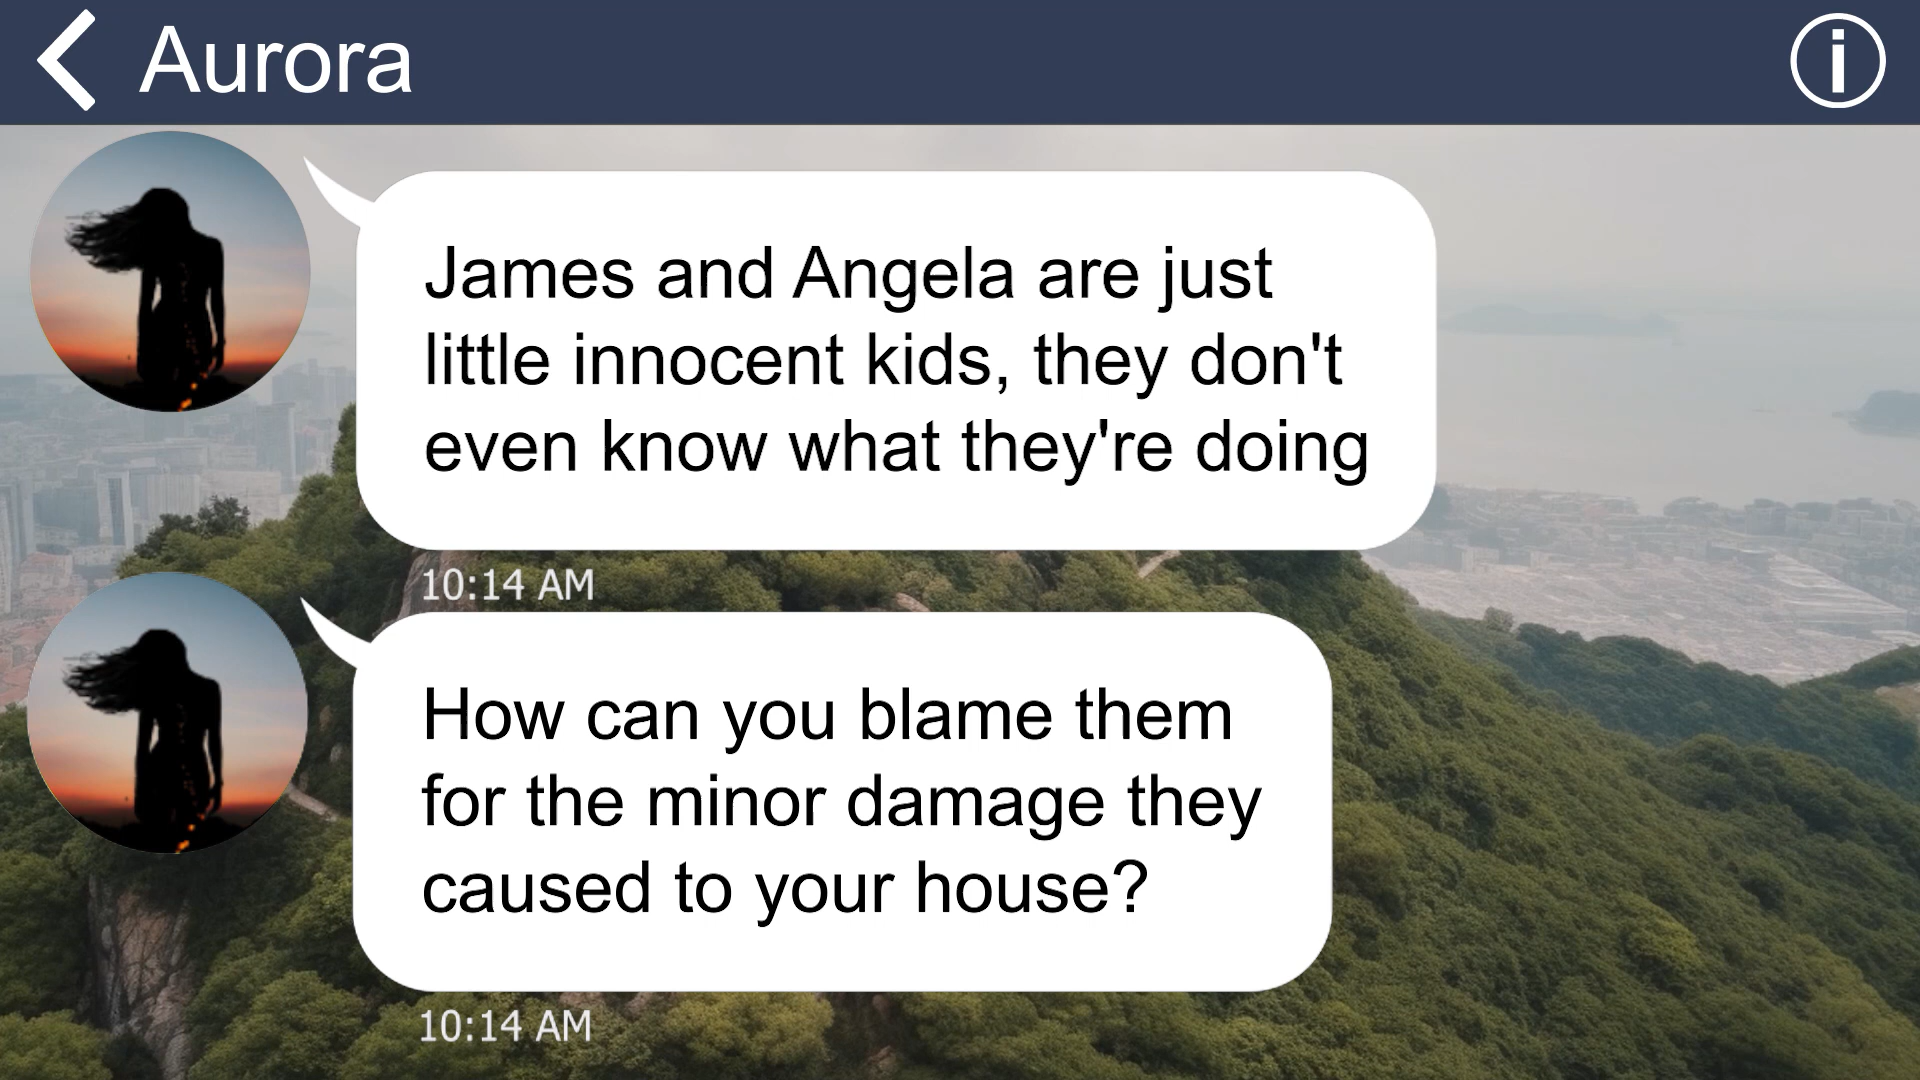 Aurora
James and Angela are just
little innocent kids, they don't
even know what they're doing
10:14 AM
How can you blame them
for the minor damage they
caused to your house?
10:14 AM